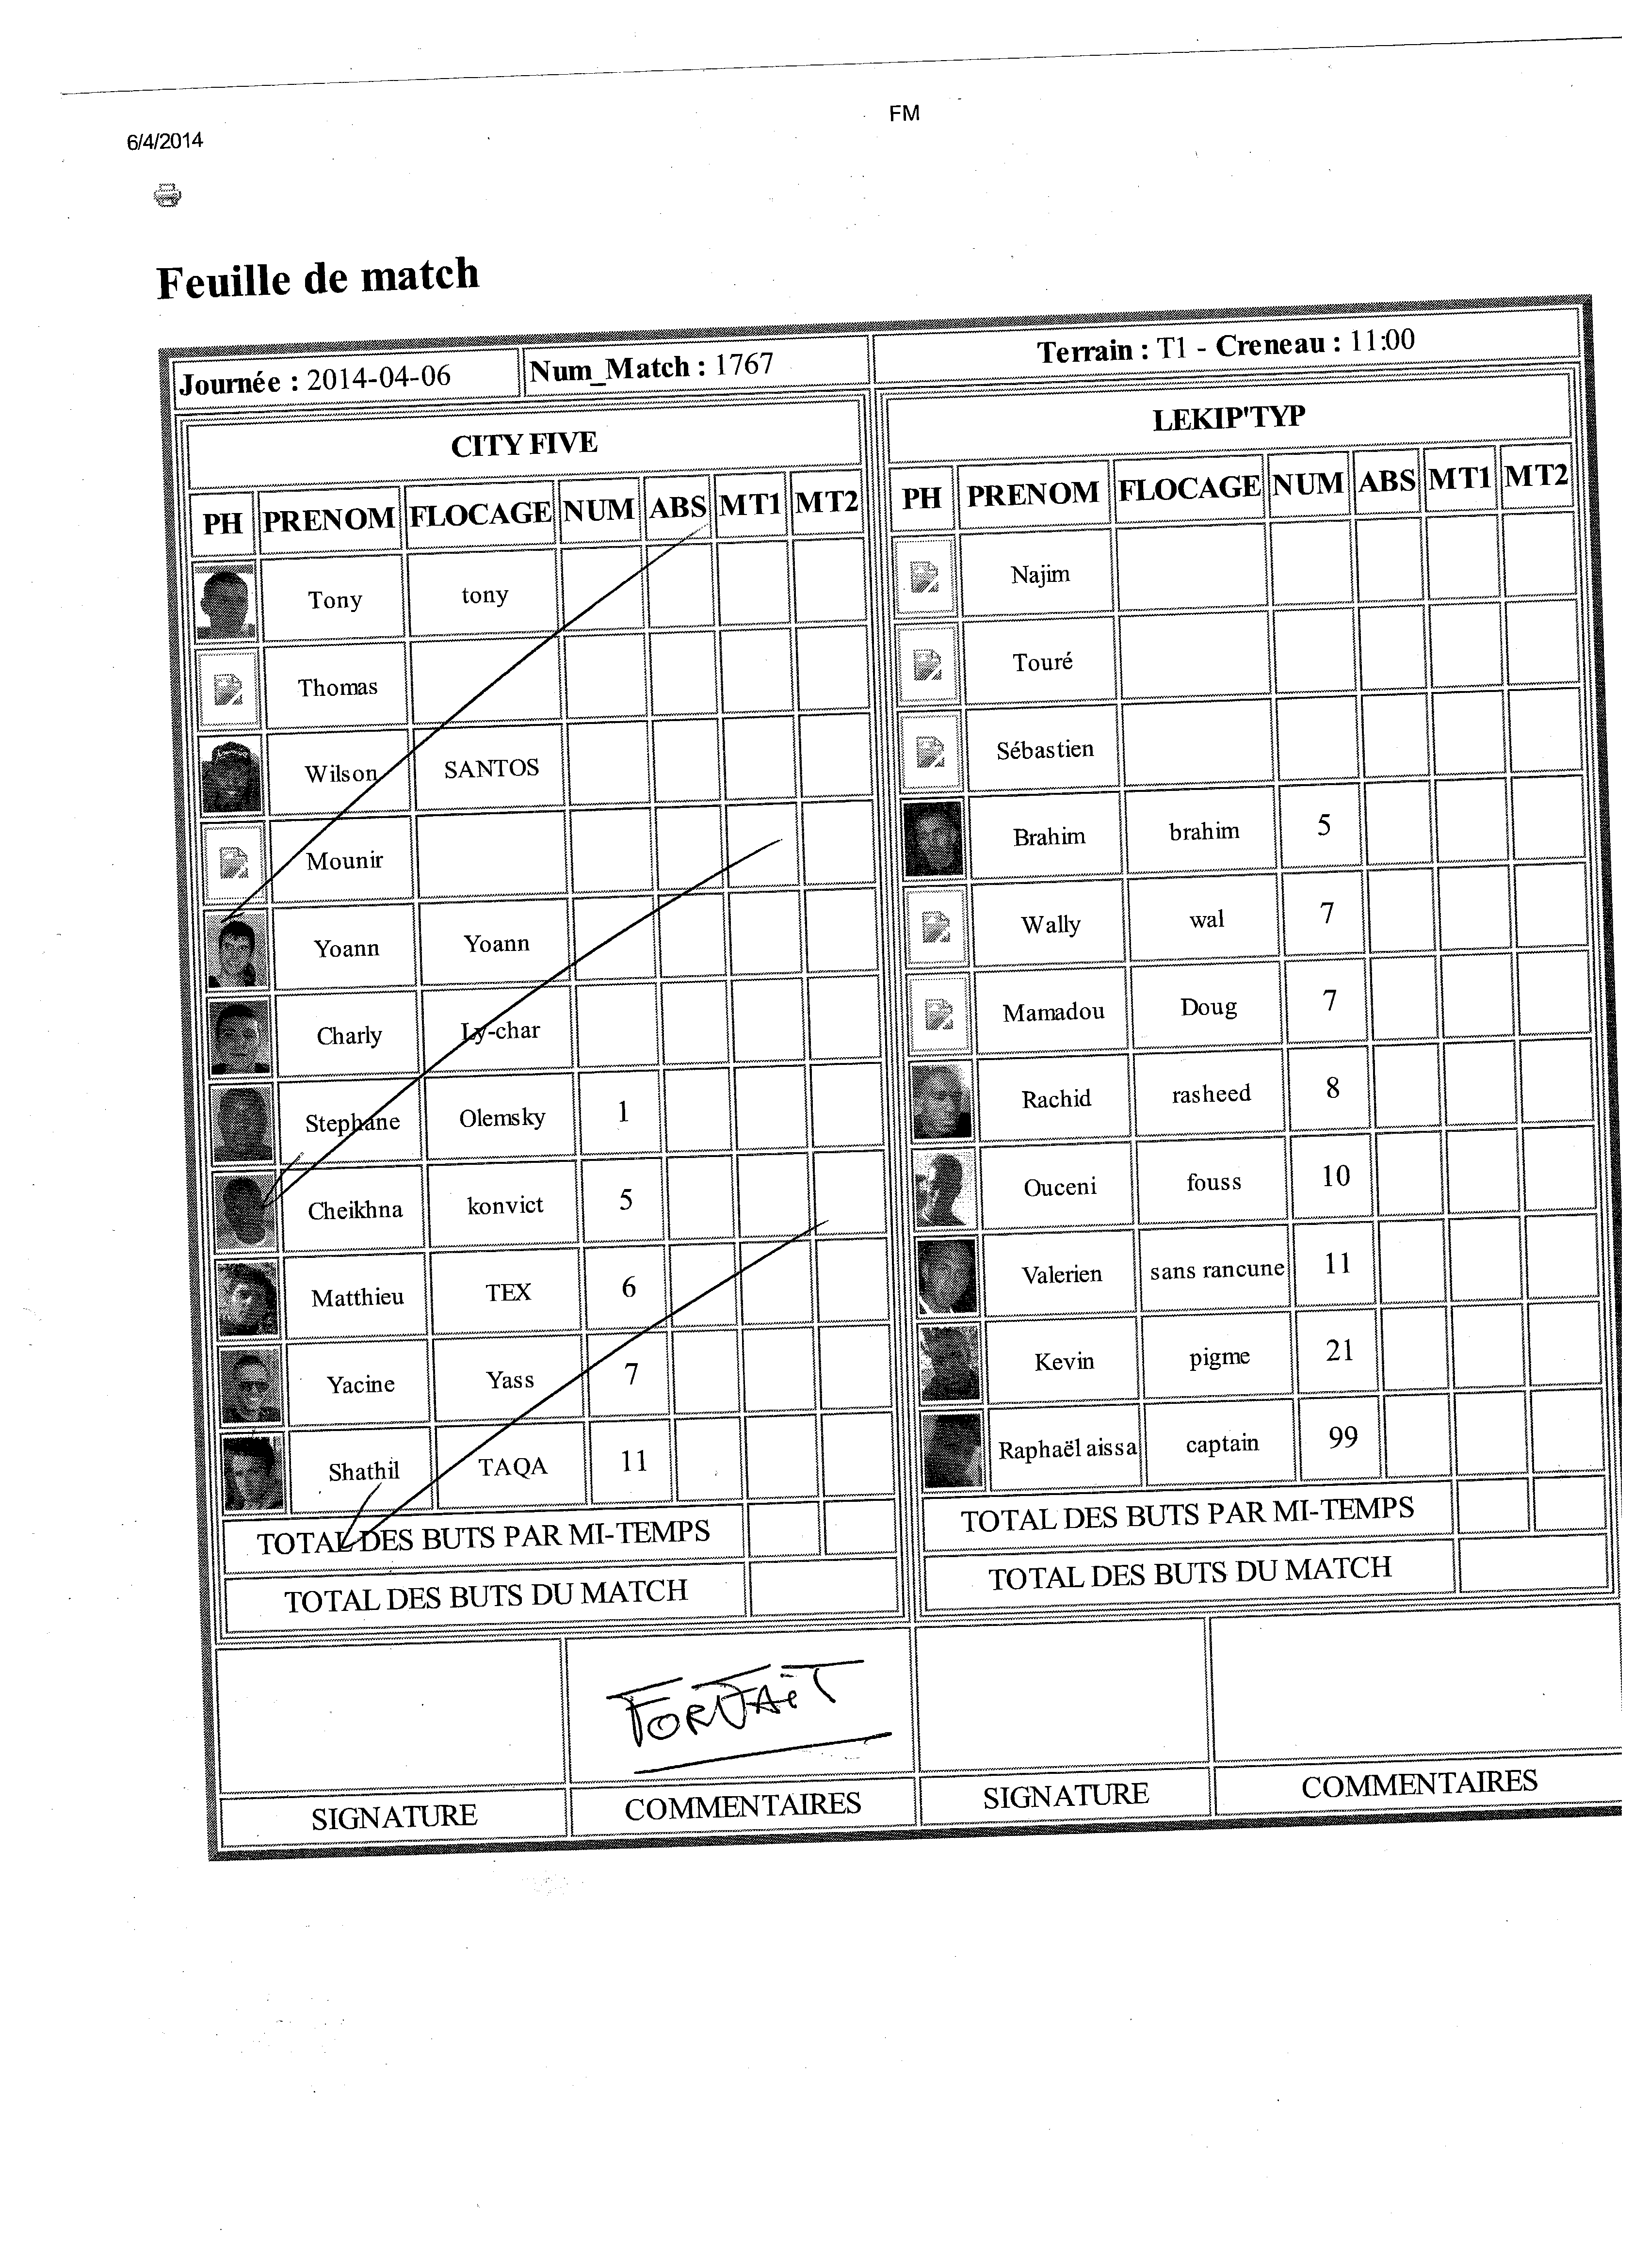 FM
6/4/2014
Feuille de match
Journée : 2014-04-06 Num_Match : 1767 Terrain : T1 - Creneau : 11:00
CITY FIVE
PH PRENOM FLOCAGE NUM ABS MT1 MT2
Tony tony
Thomas
Wilson SANTOS
Mounir
Yoann Yoann
Charly Ly-char
Stephane Olemsky 1
Cheikhna konvict 5
Matthieu TEX 6
Yacine Yass 7
Shathil TAQA 11
TOTAL DES BUTS PAR MI-TEMPS
TOTAL DES BUTS DU MATCH
LEKIP'TYP
PH PRENOM FLOCAGE NUM ABS MT1 MT2
Najim
Touré
Sébastien
Brahim brahim 5
Wally wal 7
Mamadou Doug 7
Rachid rasheed 8
Ouceni fouss 10
Valerien sans rancune 11
Kevin pigme 21
Raphaël aissa captain 99
TOTAL DES BUTS PAR MI-TEMPS
TOTAL DES BUTS DU MATCH
FORFAiT
SIGNATURE COMMENTAIRES SIGNATURE COMMENTAIRES